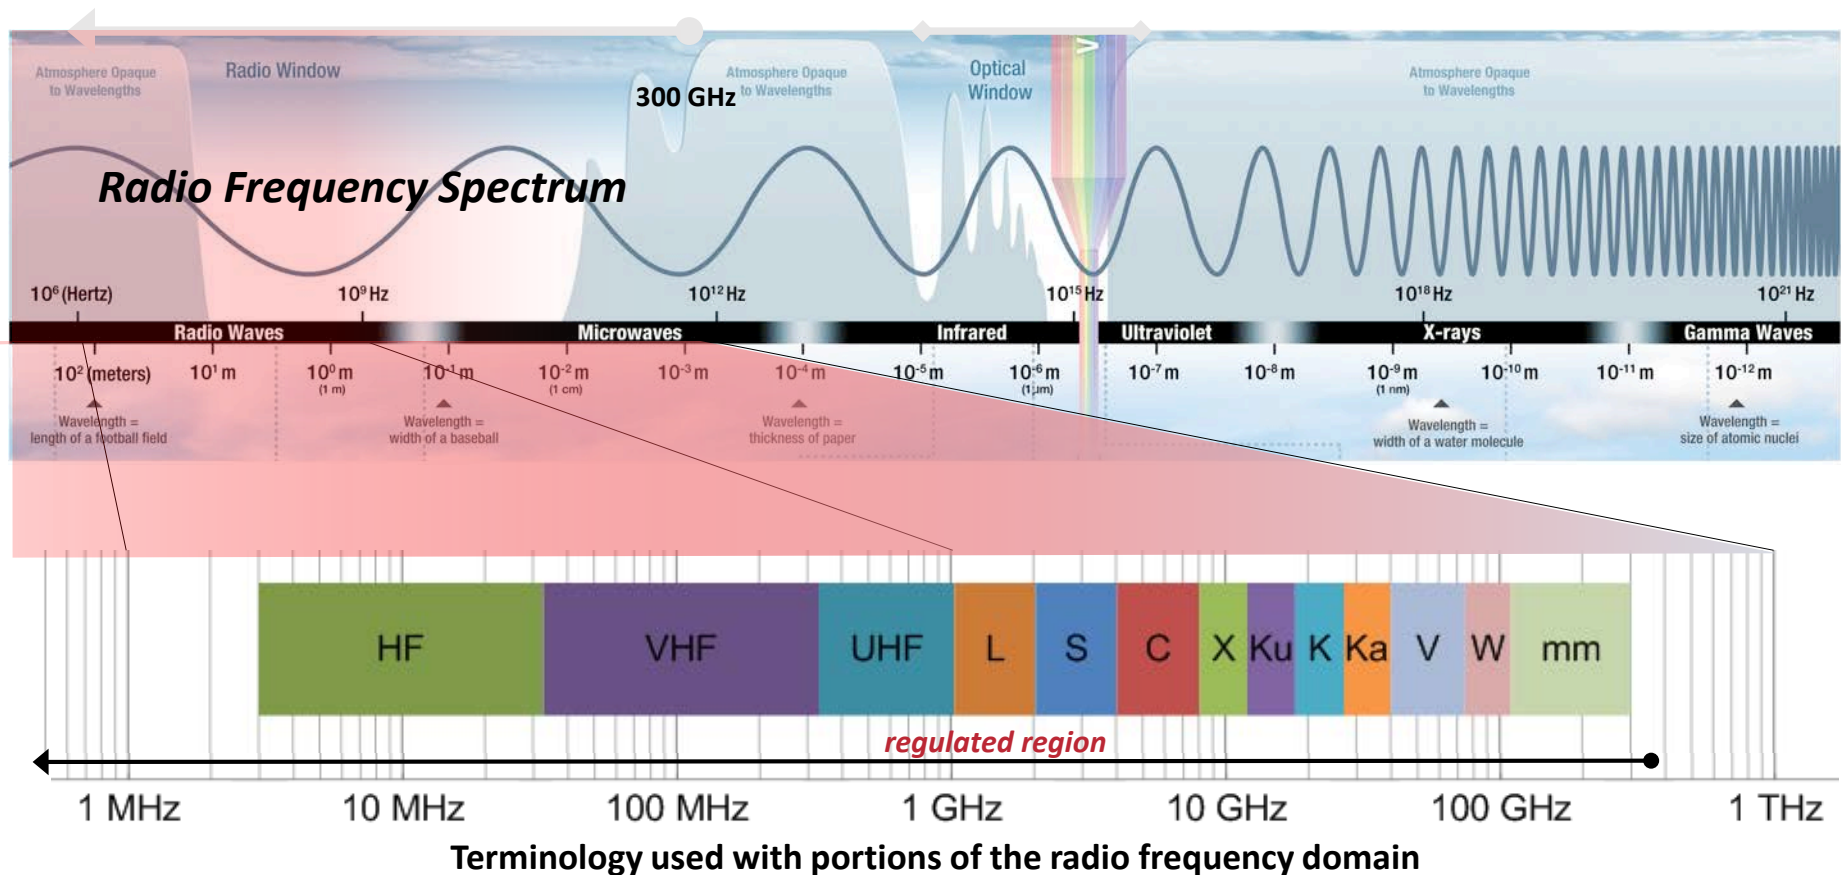 Atmosphere Opaque
to Wavelengths
Radio Window
300 GHz
Atmosphere Opaque
to Wavelengths
Optical
Window
V
Atmosphere Opaque
to Wavelengths
Radio Frequency Spectrum
10⁶ (Hertz)
10⁹ Hz
10¹² Hz
10¹⁵ Hz
10¹⁸ Hz
10²¹ Hz
Radio Waves
Microwaves
Infrared
Ultraviolet
X-rays
Gamma Waves
10² (meters)
10¹ m
10⁰ m
(1 m)
10⁻¹ m
10⁻² m
(1 cm)
10⁻³ m
10⁻⁴ m
10⁻⁵ m
10⁻⁶ m
(1 μm)
10⁻⁷ m
10⁻⁸ m
10⁻⁹ m
(1 nm)
10⁻¹⁰ m
10⁻¹¹ m
10⁻¹² m
Wavelength =
length of a football field
Wavelength =
width of a baseball
Wavelength =
thickness of paper
Wavelength =
width of a water molecule
Wavelength =
size of atomic nuclei
HF
VHF
UHF
L
S
C
X
Ku
K
Ka
V
W
mm
regulated region
1 MHz
10 MHz
100 MHz
1 GHz
10 GHz
100 GHz
1 THz
Terminology used with portions of the radio frequency domain